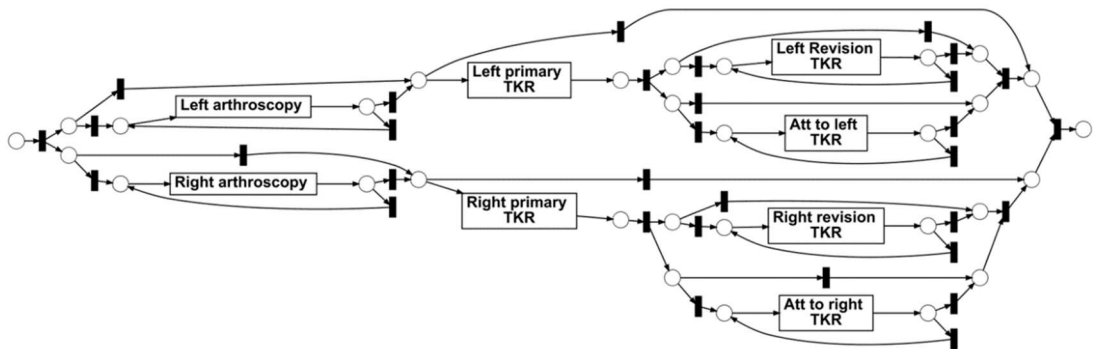 Left Revision
TKR
Left primary
TKR
Left arthroscopy
Att to left
TKR
Right arthroscopy
Right primary
TKR
Right revision
TKR
Att to right
TKR